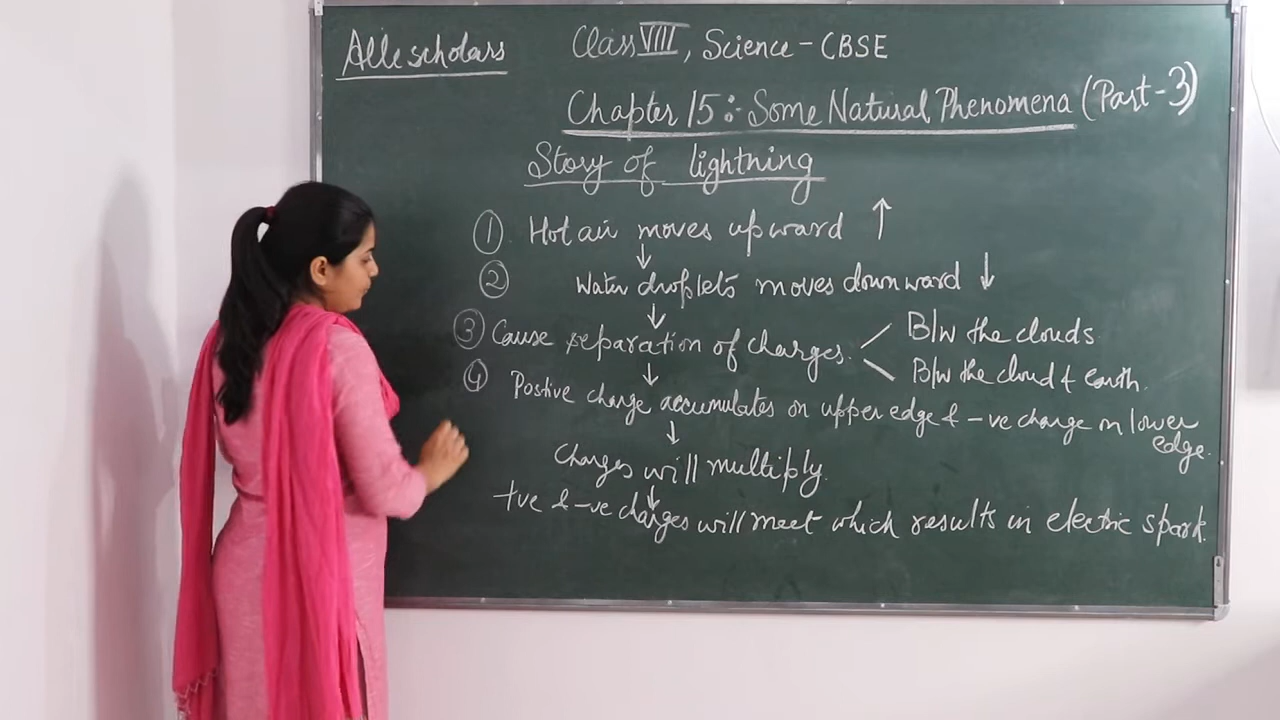 Allescholars
Class VIII, Science - CBSE
Chapter 15 :- Some Natural Phenomena (Part-3)
Story of lightning
① Hot air moves upward ↑
↓
② Water droplets moves downward ↓
↓
③ Cause separation of charges. B/w the clouds
B/w the cloud & earth.
↓
④ Postive charge accumulates on upper edge & -ve charge on lower edge.
↓
Charges will multiply.
↓
+ve & -ve charges will meet which results in electric spark.